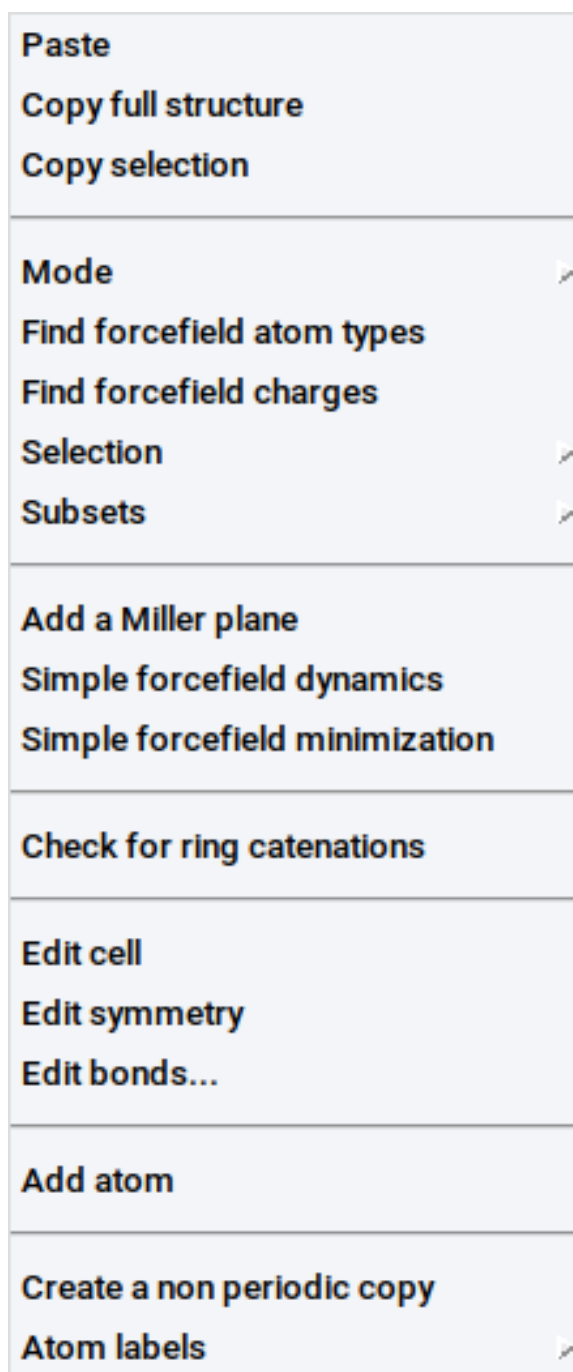 Paste
Copy full structure
Copy selection
Mode
Find forcefield atom types
Find forcefield charges
Selection
Subsets
Add a Miller plane
Simple forcefield dynamics
Simple forcefield minimization
Check for ring catenations
Edit cell
Edit symmetry
Edit bonds...
Add atom
Create a non periodic copy
Atom labels